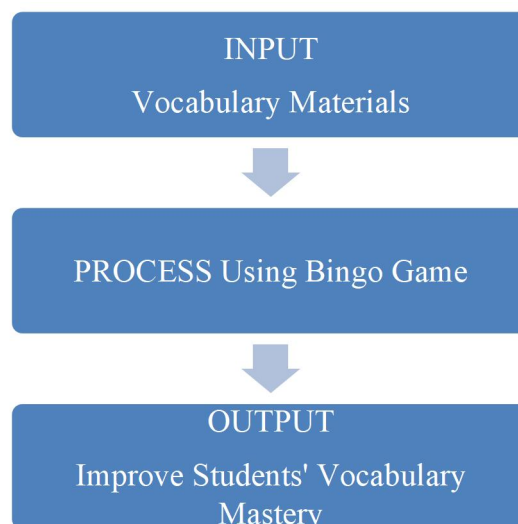 INPUT
Vocabulary Materials
PROCESS Using Bingo Game
OUTPUT
Improve Students' Vocabulary
Mastery